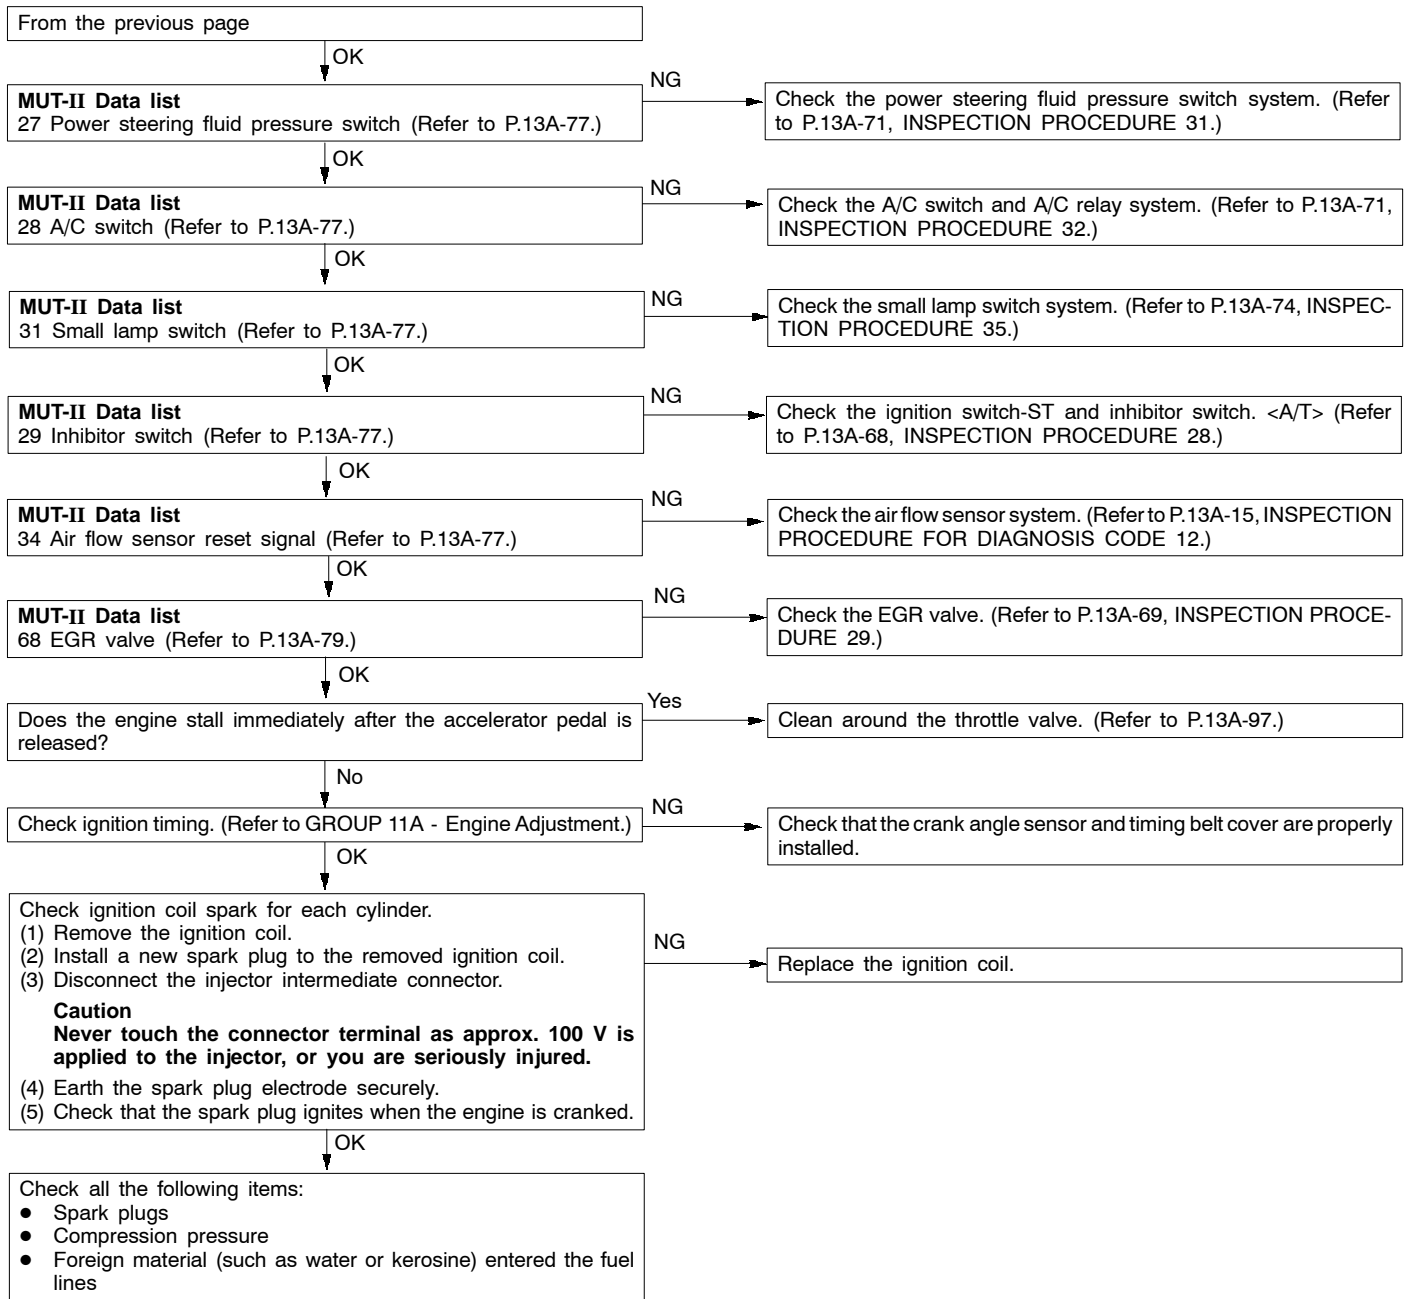 From the previous page
OK
MUT-II Data list
27 Power steering fluid pressure switch (Refer to P.13A-77.)
NG
Check the power steering fluid pressure switch system. (Refer
to P.13A-71, INSPECTION PROCEDURE 31.)
OK
MUT-II Data list
28 A/C switch (Refer to P.13A-77.)
NG
Check the A/C switch and A/C relay system. (Refer to P.13A-71,
INSPECTION PROCEDURE 32.)
OK
MUT-II Data list
31 Small lamp switch (Refer to P.13A-77.)
NG
Check the small lamp switch system. (Refer to P.13A-74, INSPEC-
TION PROCEDURE 35.)
OK
MUT-II Data list
29 Inhibitor switch (Refer to P.13A-77.)
NG
Check the ignition switch-ST and inhibitor switch. <A/T> (Refer
to P.13A-68, INSPECTION PROCEDURE 28.)
OK
MUT-II Data list
34 Air flow sensor reset signal (Refer to P.13A-77.)
NG
Check the air flow sensor system. (Refer to P.13A-15, INSPECTION
PROCEDURE FOR DIAGNOSIS CODE 12.)
OK
MUT-II Data list
68 EGR valve (Refer to P.13A-79.)
NG
Check the EGR valve. (Refer to P.13A-69, INSPECTION PROCE-
DURE 29.)
OK
Does the engine stall immediately after the accelerator pedal is
released?
Yes
Clean around the throttle valve. (Refer to P.13A-97.)
No
Check ignition timing. (Refer to GROUP 11A - Engine Adjustment.)
NG
Check that the crank angle sensor and timing belt cover are properly
installed.
OK
Check ignition coil spark for each cylinder.
(1) Remove the ignition coil.
(2) Install a new spark plug to the removed ignition coil.
(3) Disconnect the injector intermediate connector.
Caution
Never touch the connector terminal as approx. 100 V is
applied to the injector, or you are seriously injured.
(4) Earth the spark plug electrode securely.
(5) Check that the spark plug ignites when the engine is cranked.
NG
Replace the ignition coil.
OK
Check all the following items:
● Spark plugs
● Compression pressure
● Foreign material (such as water or kerosine) entered the fuel
lines